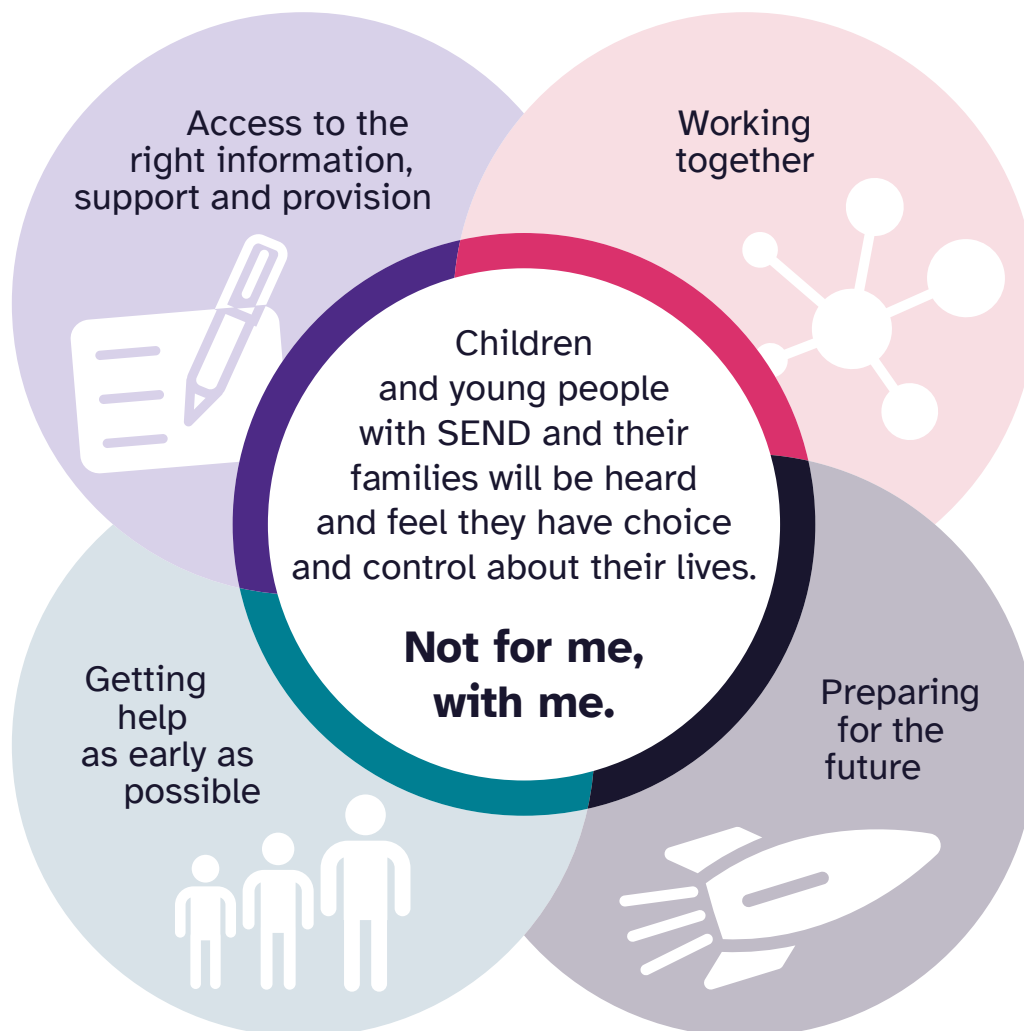 Access to the
right information,
support and provision
Working
together
Children
and young people
with SEND and their
families will be heard
and feel they have choice
and control about their lives.
Not for me,
with me.
Getting
help
as early as
possible
Preparing
for the
future